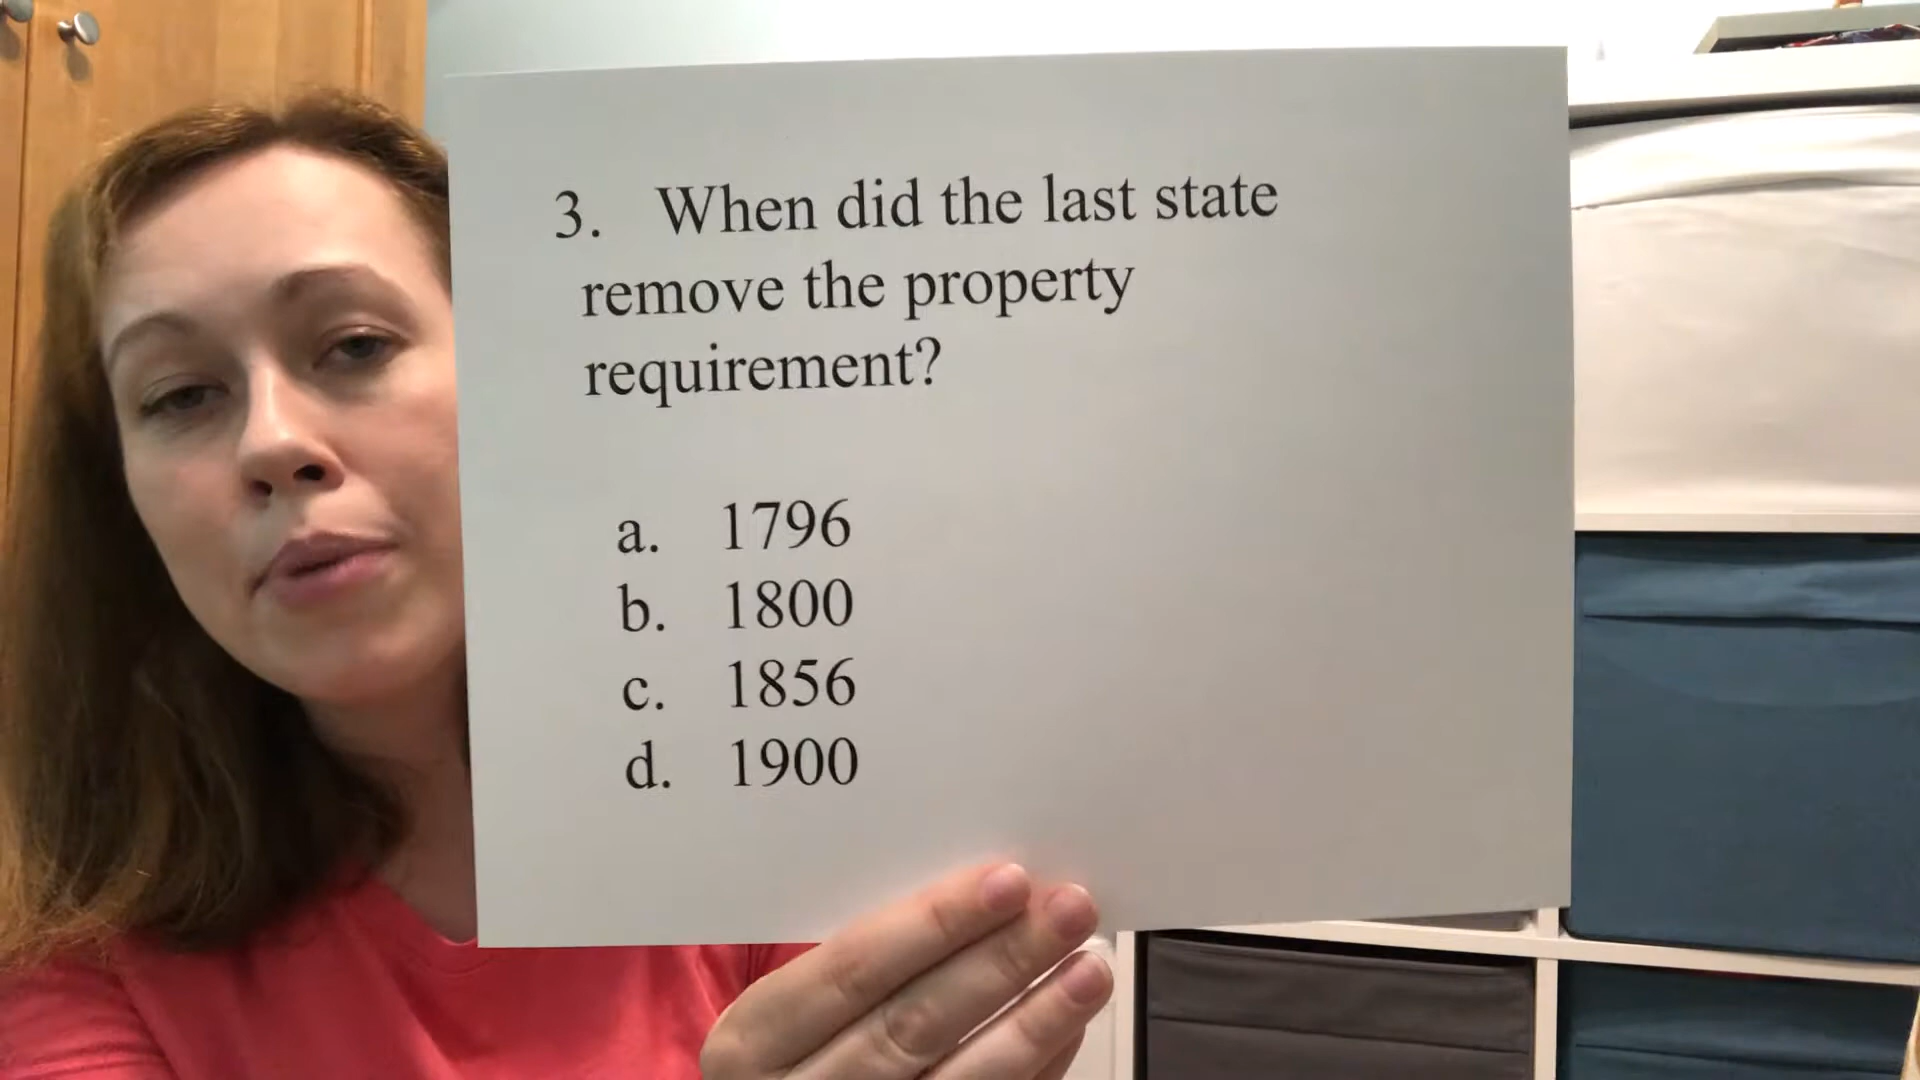 3. When did the last state
remove the property
requirement?
a. 1796
b. 1800
c. 1856
d. 1900